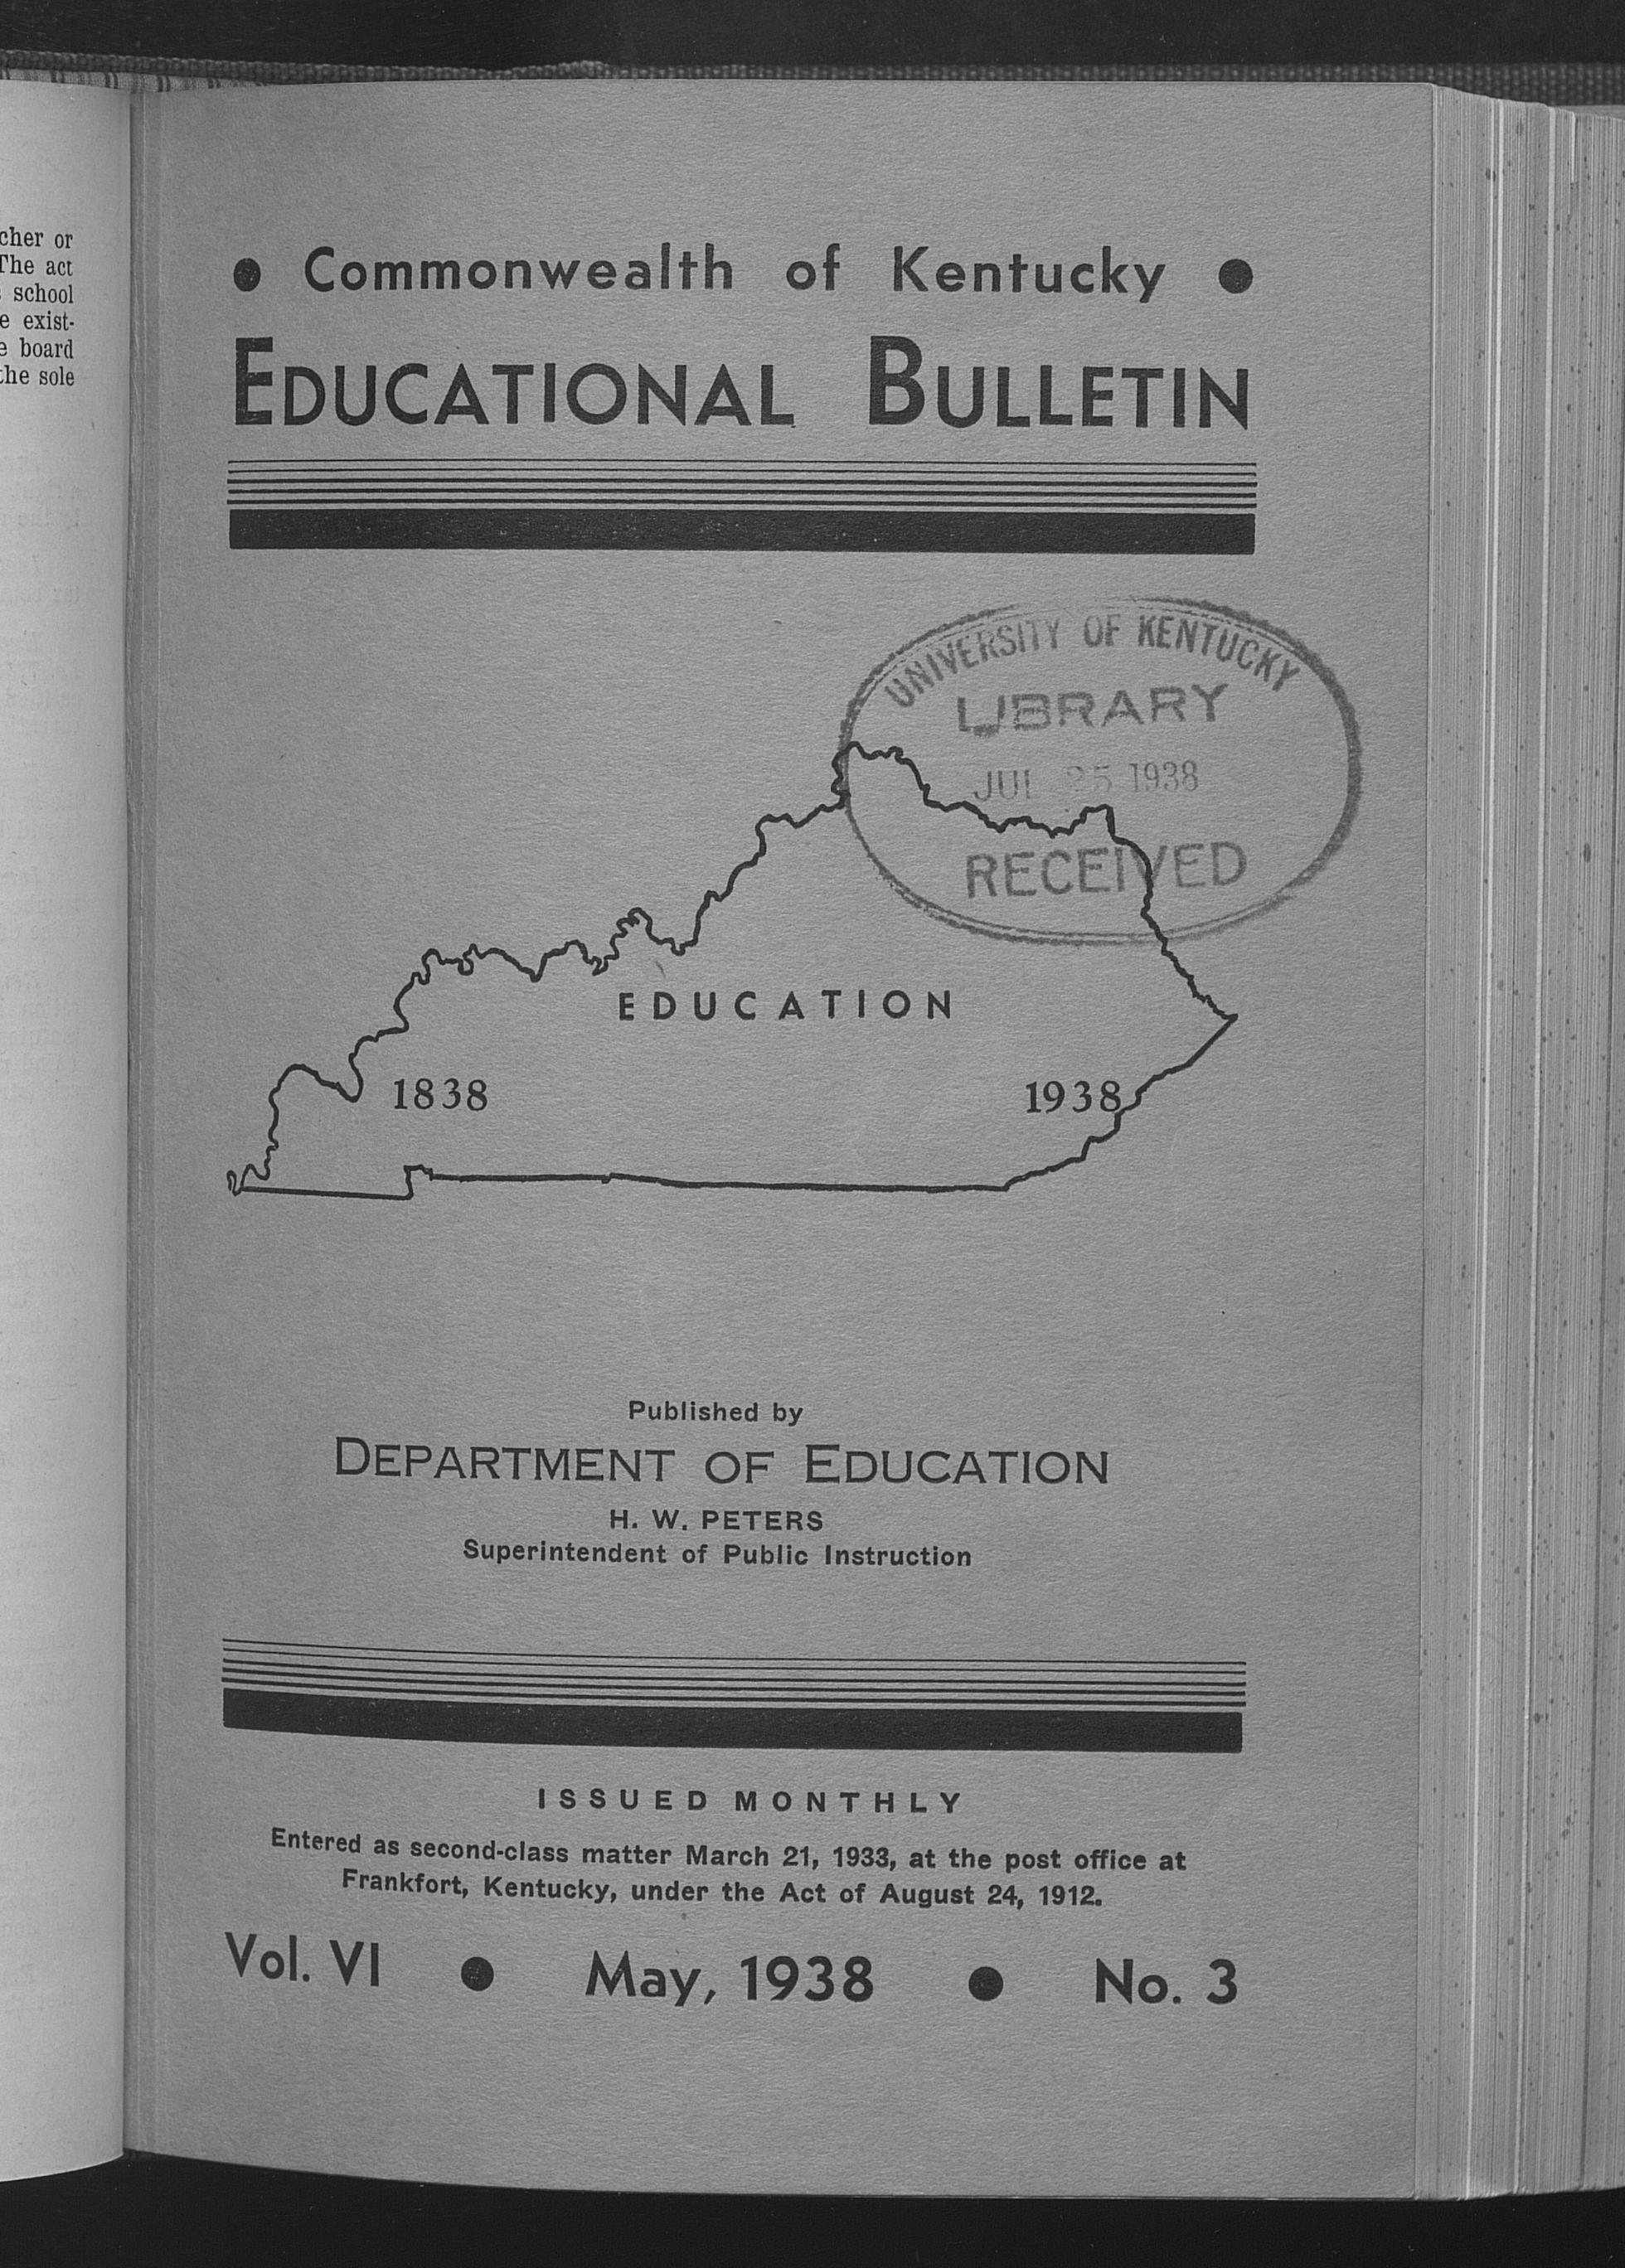 cher or
The act
school
e exist-
e board
the sole
● Commonwealth of Kentucky ●
EDUCATIONAL BULLETIN
UNIVERSITY OF KENTUCKY
LIBRARY
JUL 25 1938
RECEIVED
EDUCATION
1838
1938
Published by
DEPARTMENT OF EDUCATION
H. W. PETERS
Superintendent of Public Instruction
ISSUED MONTHLY
Entered as second-class matter March 21, 1933, at the post office at
Frankfort, Kentucky, under the Act of August 24, 1912.
Vol. VI ● May, 1938 ● No. 3